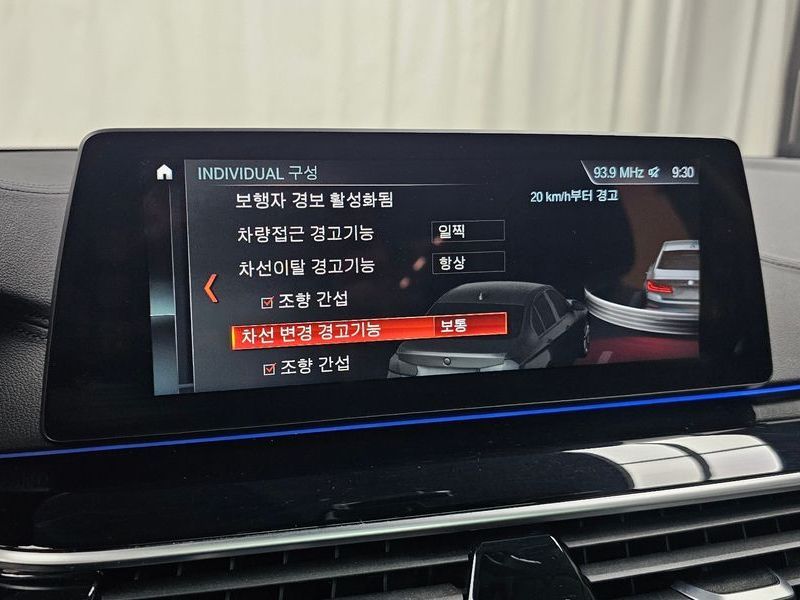 INDIVIDUAL 구성
93.9 MHz 9:30
보행자 경보 활성화됨
20 km/h부터 경고
차량접근 경고기능 일찍
차선이탈 경고기능 항상
조향 간섭
차선 변경 경고기능 보통
조향 간섭